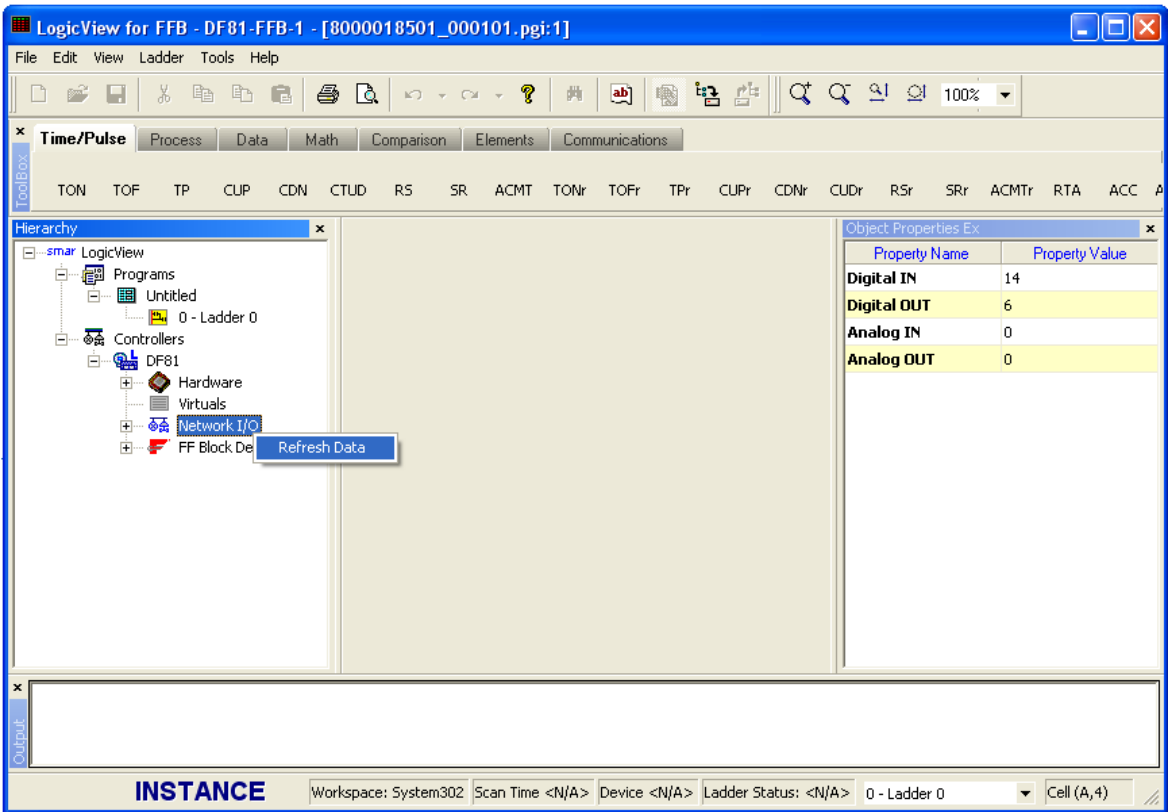 LogicView for FFB - DF81-FFB-1 - [8000018501_000101.pgi:1]
File Edit View Ladder Tools Help
ab 100%
Time/Pulse Process Data Math Comparison Elements Communications
ToolBox
TON TOF TP CUP CDN CTUD RS SR ACMT TONr TOFr TPr CUPr CDNr CUDr RSr SRr ACMTr RTA ACC
Hierarchy
smar LogicView
Programs
Untitled
0 - Ladder 0
Controllers
DF81
Hardware
Virtuals
Network I/O
FF Block De
Refresh Data
Object Properties Ex
Property Name Property Value
Digital IN 14
Digital OUT 6
Analog IN 0
Analog OUT 0
Output
INSTANCE Workspace: System302 Scan Time <N/A> Device <N/A> Ladder Status: <N/A> 0 - Ladder 0 Cell (A,4)